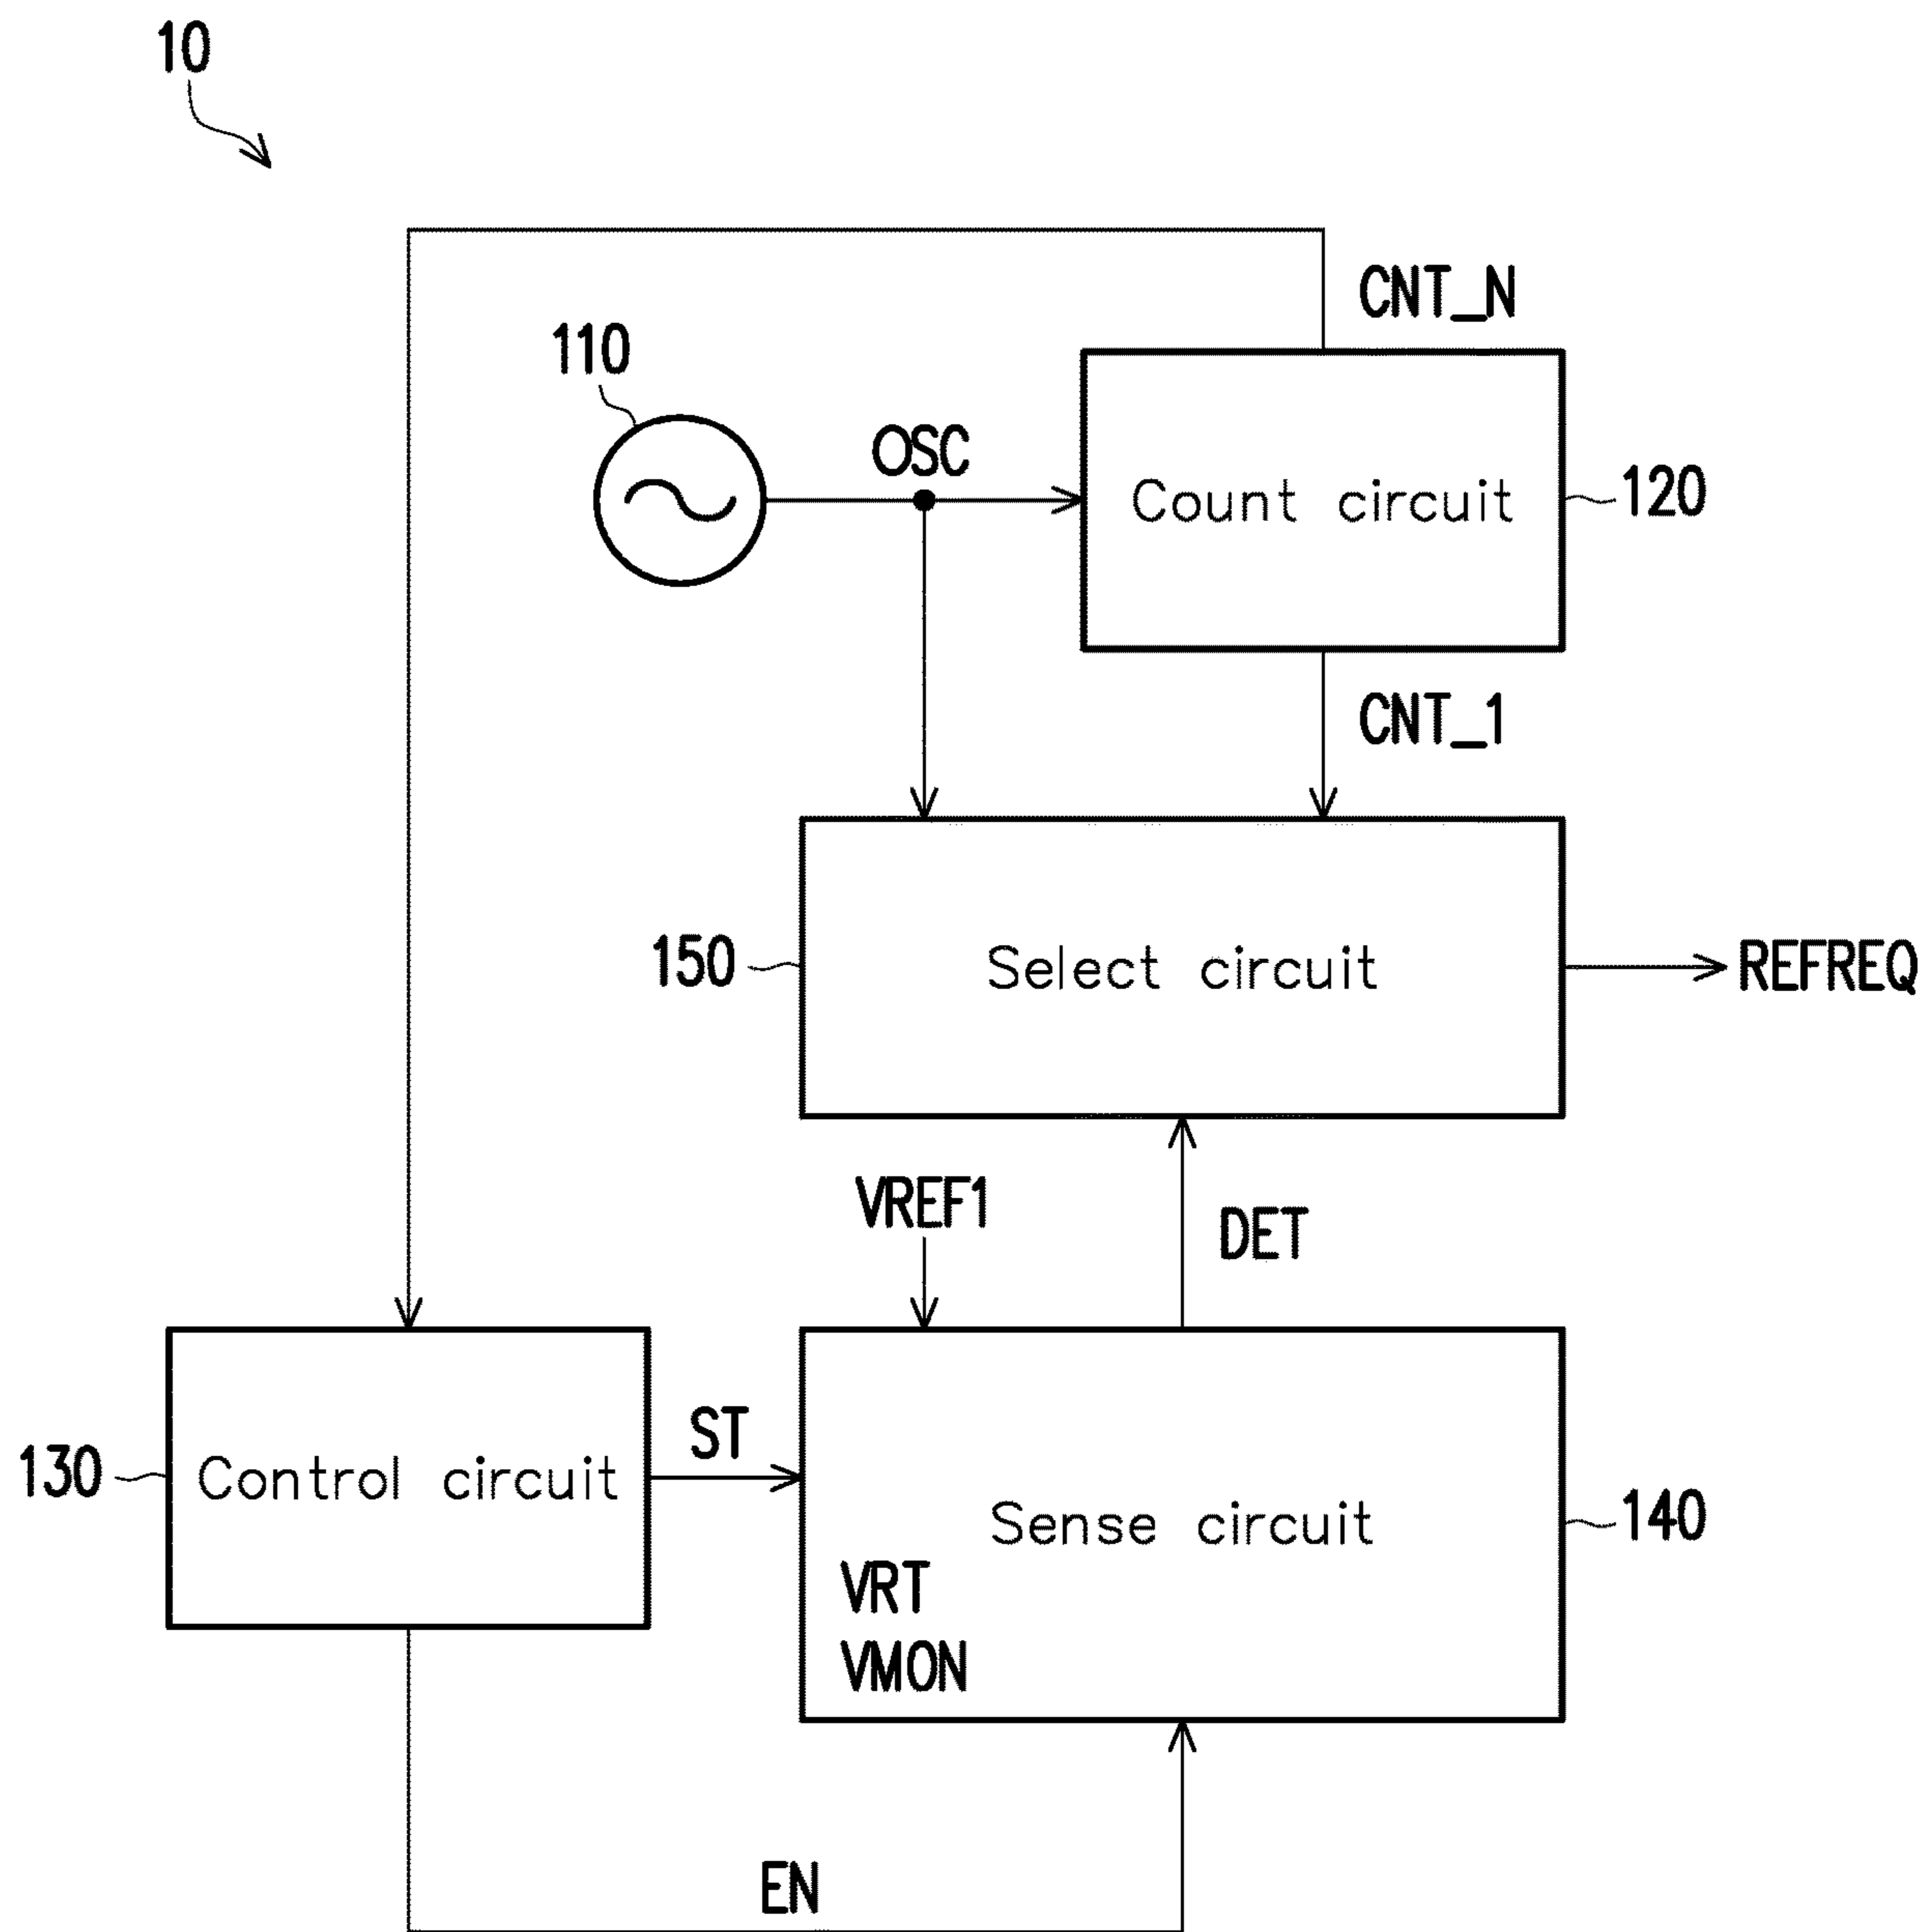 10
CNT_N
110
OSC
Count circuit
120
CNT_1
150
Select circuit
REFREQ
VREF1
DET
130
Control circuit
ST
Sense circuit
140
VRT
VMON
EN